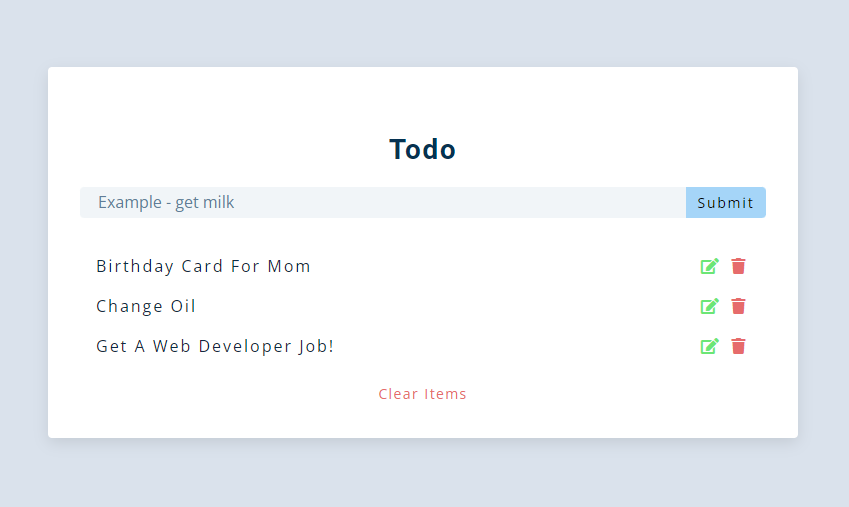 Todo
Example - get milk
Submit
Birthday Card For Mom
Change Oil
Get A Web Developer Job!
Clear Items